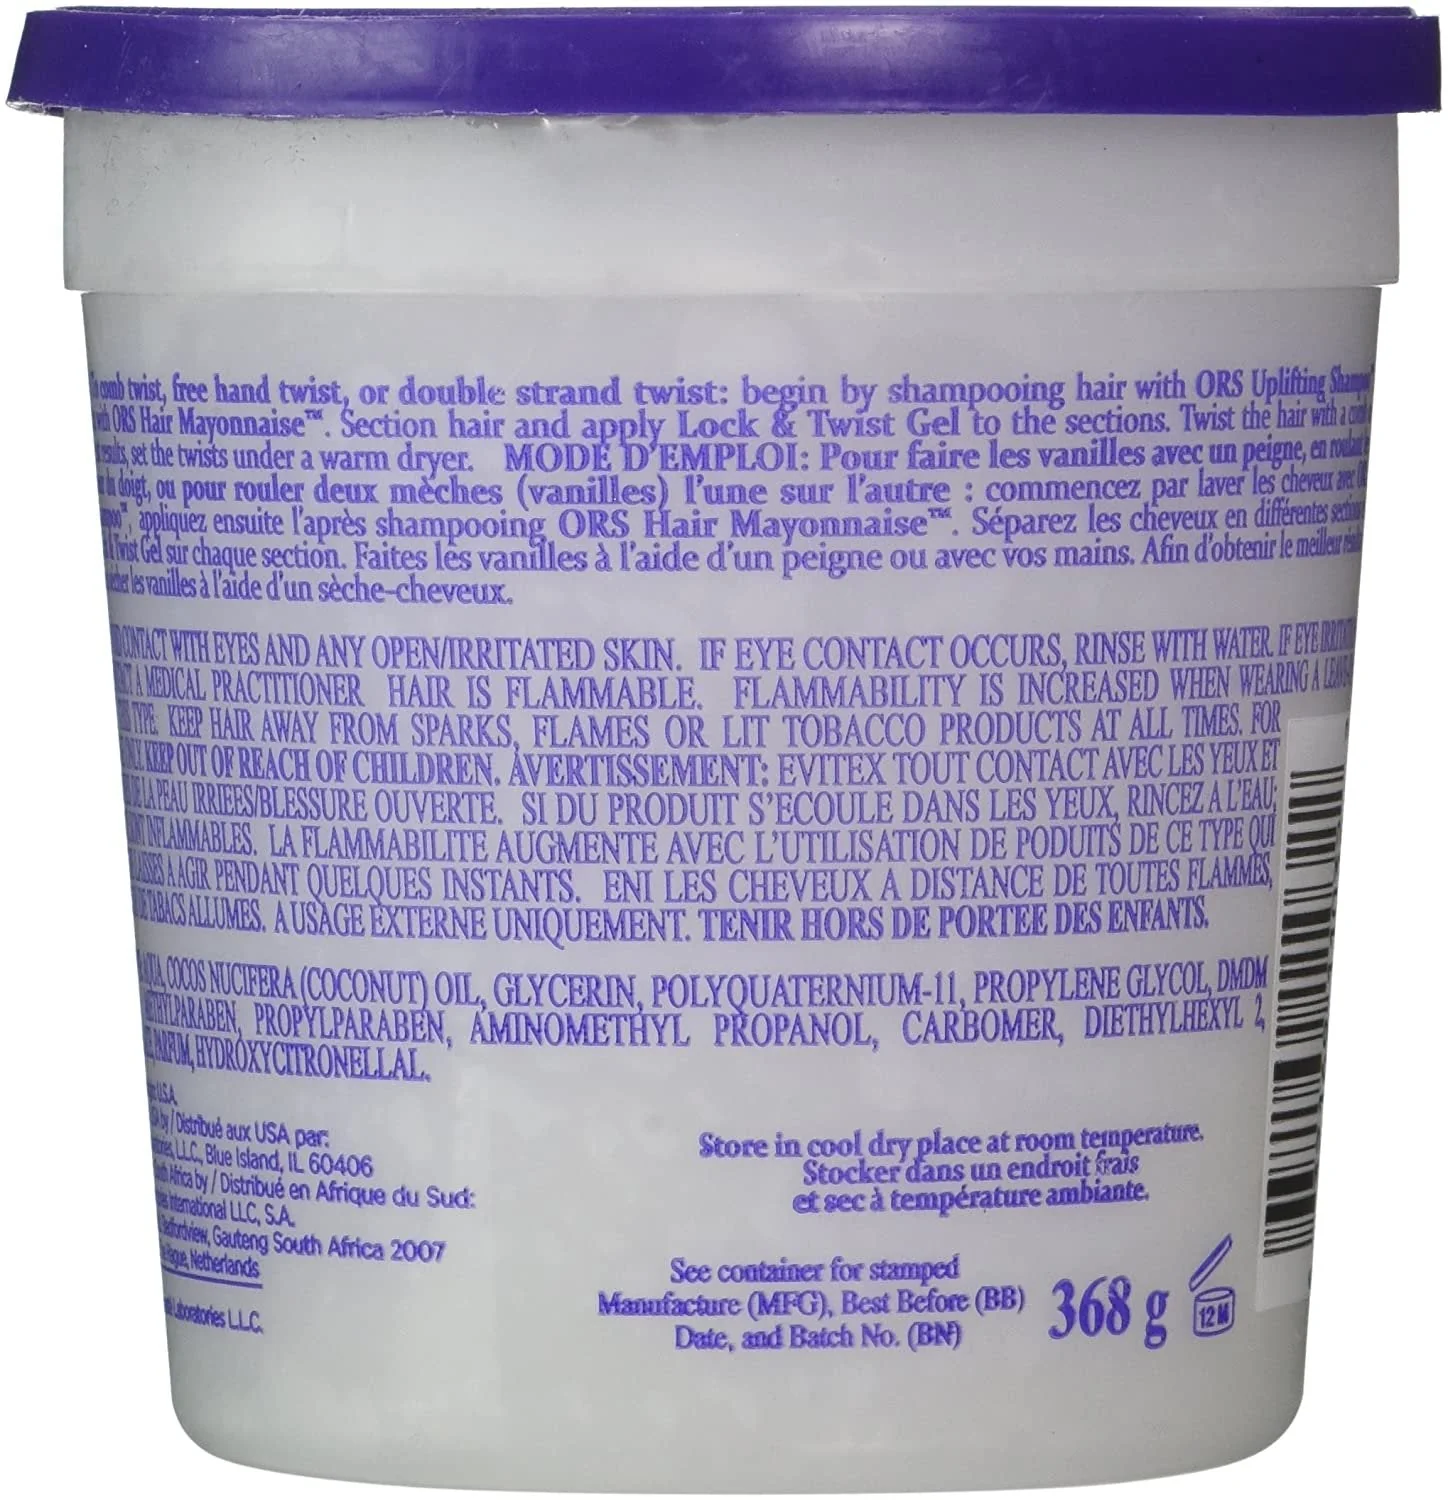 comb twist, free hand twist, or double strand twist: begin by shampooing hair with ORS Uplifting
with ORS Hair Mayonnaise™. Section hair and apply Lock & Twist Gel to the sections. Twist the hair with a
set the twists under a warm dryer. MODE D'EMPLOI: Pour faire les vanilles avec un peigne, en
doigt, ou pour rouler deux mèches (vanilles) l'une sur l'autre : commencez par laver les cheveux avec
appliquez ensuite l'après shampooing ORS Hair Mayonnaise™. Séparez les cheveux en différentes
Twist Gel sur chaque section. Faites les vanilles à l'aide d'un peigne ou avec vos mains. Afin d'obtenir le meilleur
les vanilles à l'aide d'un sèche-cheveux.
CONTACT WITH EYES AND ANY OPEN/IRRITATED SKIN. IF EYE CONTACT OCCURS, RINSE WITH WATER. IF EYE
A MEDICAL PRACTITIONER HAIR IS FLAMMABLE. FLAMMABILITY IS INCREASED WHEN WEARING A
TYPE. KEEP HAIR AWAY FROM SPARKS, FLAMES OR LIT TOBACCO PRODUCTS AT ALL TIMES. FOR
KEEP OUT OF REACH OF CHILDREN. AVERTISSEMENT: EVITEX TOUT CONTACT AVEC LES YEUX ET
LA PEAU IRRIEES/BLESSURE OUVERTE. SI DU PRODUIT S'ECOULE DANS LES YEUX, RINCEZ A L'EAU;
INFLAMMABLES. LA FLAMMABILITE AUGMENTE AVEC L'UTILISATION DE PODUITS DE CE TYPE QUI
A AGIR PENDANT QUELQUES INSTANTS. ENI LES CHEVEUX A DISTANCE DE TOUTES FLAMMES,
TABACS ALLUMES. A USAGE EXTERNE UNIQUEMENT. TENIR HORS DE PORTEE DES ENFANTS.
COCOS NUCIFERA (COCONUT) OIL, GLYCERIN, POLYQUATERNIUM-11, PROPYLENE GLYCOL, DMDM
PROPYLPARABEN, AMINOMETHYL PROPANOL, CARBOMER, DIETHYLHEXYL 2,
PARFUM, HYDROXYCITRONELLAL.
U.S.A.
by / Distribué aux USA par:
LLC, Blue Island, IL 60406
Africa by / Distribué en Afrique du Sud:
International LLC, S.A.
Bedfordview, Gauteng South Africa 2007
Netherlands
Laboratories L.L.C.
Store in cool dry place at room temperature.
Stocker dans un endroit frais
et sec à température ambiante.
See container for stamped
Manufacture (MFG), Best Before (BB)
Date, and Batch No. (BN)
368 g
12 M